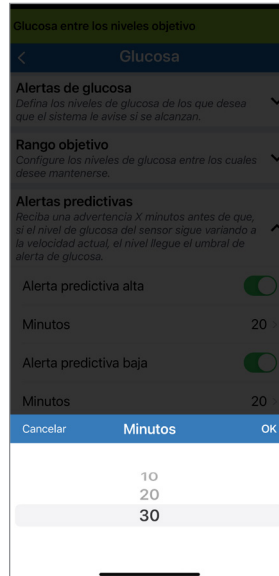 Glucosa entre los niveles objetivo
Glucosa
Alertas de glucosa
Defina los niveles de glucosa de los que desea
que el sistema le avise si se alcanzan.
Rango objetivo
Configure los niveles de glucosa entre los cuales
desee mantenerse.
Alertas predictivas
Reciba una advertencia X minutos antes de que,
si el nivel de glucosa del sensor sigue variando a
la velocidad actual, el nivel llegue el umbral de
alerta de glucosa.
Alerta predictiva alta
Minutos 20
Alerta predictiva baja
Minutos 20
Cancelar Minutos OK
10
20
30